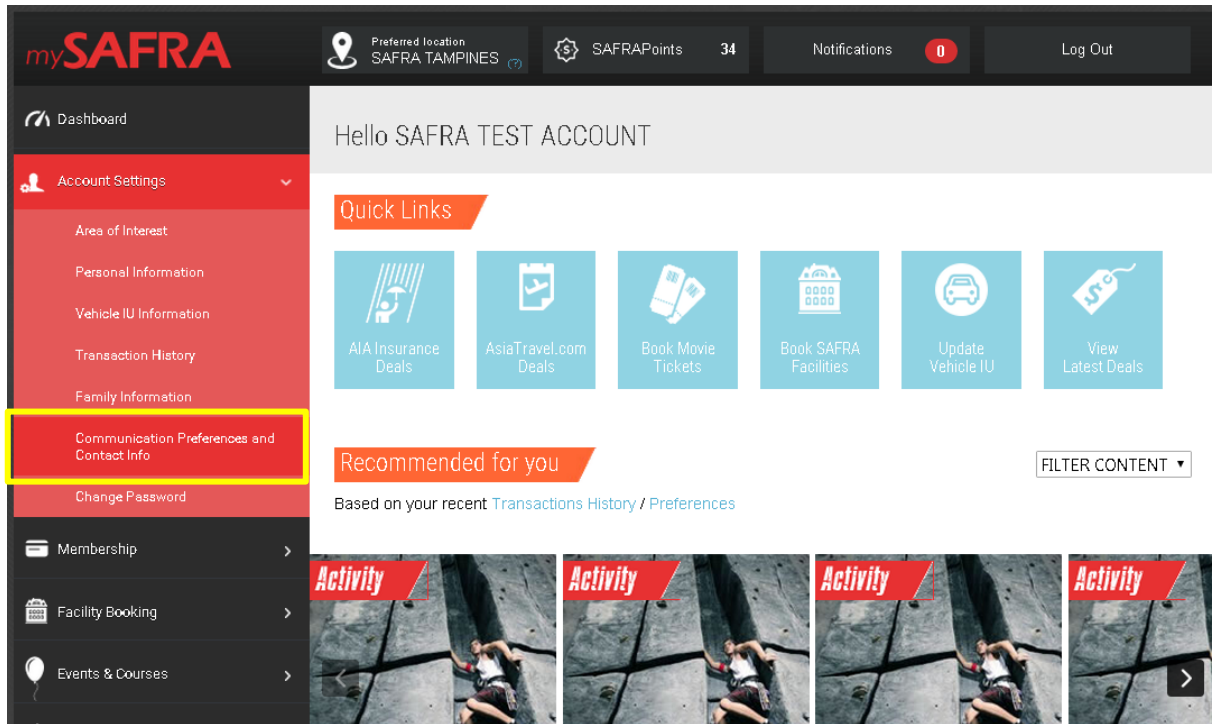 mySAFRA
Preferred location
SAFRA TAMPINES (?)
SAFRAPoints 34
Notifications 0
Log Out
Dashboard
Account Settings
Area of Interest
Personal Information
Vehicle IU Information
Transaction History
Family Information
Communication Preferences and
Contact Info
Change Password
Membership
Facility Booking
Events & Courses
Hello SAFRA TEST ACCOUNT
Quick Links
AIA Insurance
Deals
AsiaTravel.com
Deals
Book Movie
Tickets
Book SAFRA
Facilities
Update
Vehicle IU
View
Latest Deals
Recommended for you
FILTER CONTENT
Based on your recent Transactions History / Preferences
Activity
Activity
Activity
Activity